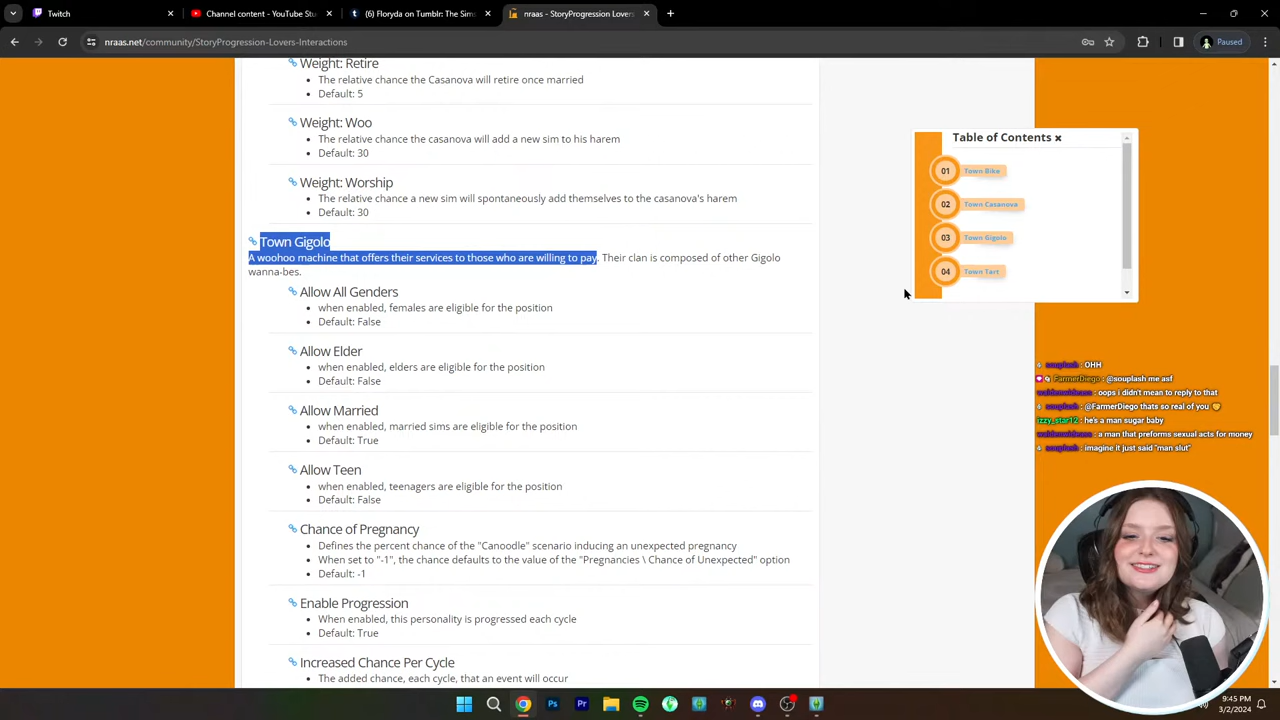 Twitch
Channel content - YouTube Stu
(6) Floryda on Tumblr: The Sim
nraas - StoryProgression Lovers
nraas.net/community/StoryProgression-Lovers-Interactions
Paused
Weight: Retire
The relative chance the Casanova will retire once married
Default: 5
Weight: Woo
The relative chance the casanova will add a new sim to his harem
Default: 30
Weight: Worship
The relative chance a new sim will spontaneously add themselves to the casanova's harem
Default: 30
Town Gigolo
A woohoo machine that offers their services to those who are willing to pay. Their clan is composed of other Gigolo
wanna-bes.
Allow All Genders
when enabled, females are eligible for the position
Default: False
Allow Elder
when enabled, elders are eligible for the position
Default: False
Allow Married
when enabled, married sims are eligible for the position
Default: True
Allow Teen
when enabled, teenagers are eligible for the position
Default: False
Chance of Pregnancy
Defines the percent chance of the "Canoodle" scenario inducing an unexpected pregnancy
When set to "-1", the chance defaults to the value of the "Pregnancies \ Chance of Unexpected" option
Default: -1
Enable Progression
When enabled, this personality is progressed each cycle
Default: True
Increased Chance Per Cycle
The added chance, each cycle, that an event will occur
Table of Contents
01 Town Bike
02 Town Casanova
03 Town Gigolo
04 Town Tart
souplash : OHH
FarmerDiego : @souplash me asf
: oops i didn't mean to reply to that
souplash : @FarmerDiego thats so real of you
izzy_star12 : he's a man sugar baby
: a man that preforms sexual acts for money
souplash : imagine it just said "man slut"
9:45 PM
3/2/2024